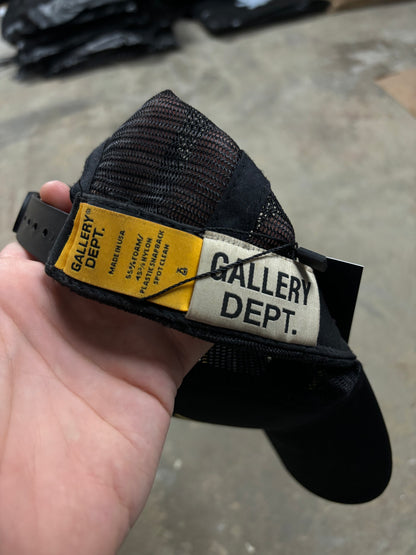 GALLERY
DEPT.
MADE IN USA
55% FOAM/
45% NYLON
PLASTIC SNAPBACK
SPOT CLEAN
GALLERY
DEPT.